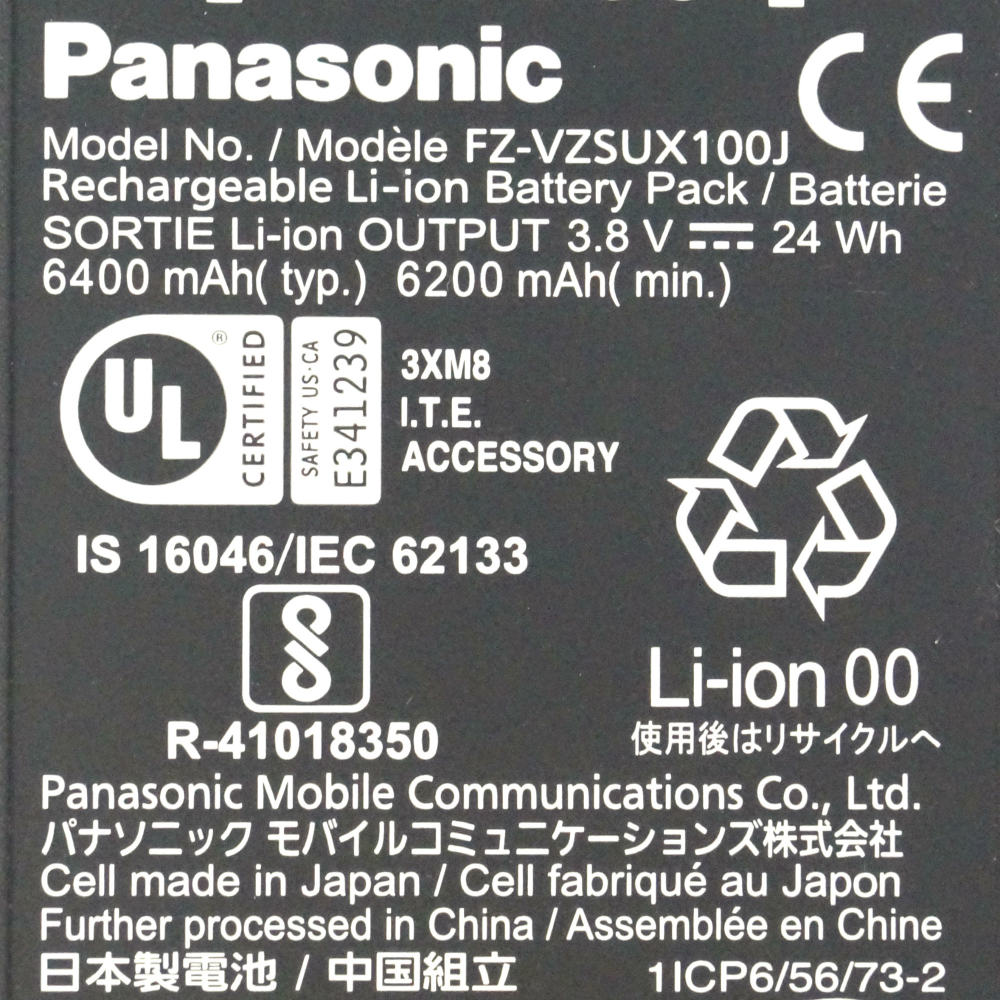 Panasonic CE
Model No. / Modèle FZ-VZSUX100J
Rechargeable Li-ion Battery Pack / Batterie
SORTIE Li-ion OUTPUT 3.8 V ⎓ 24 Wh
6400 mAh( typ.) 6200 mAh( min.)
UL ® CERTIFIED
SAFETY US·CA
E341239
3XM8
I.T.E.
ACCESSORY
IS 16046/IEC 62133
R-41018350
Li-ion 00
使用後はリサイクルへ
Panasonic Mobile Communications Co., Ltd.
パナソニック モバイルコミュニケーションズ株式会社
Cell made in Japan / Cell fabriqué au Japon
Further processed in China / Assemblée en Chine
日本製電池 / 中国組立 1ICP6/56/73-2